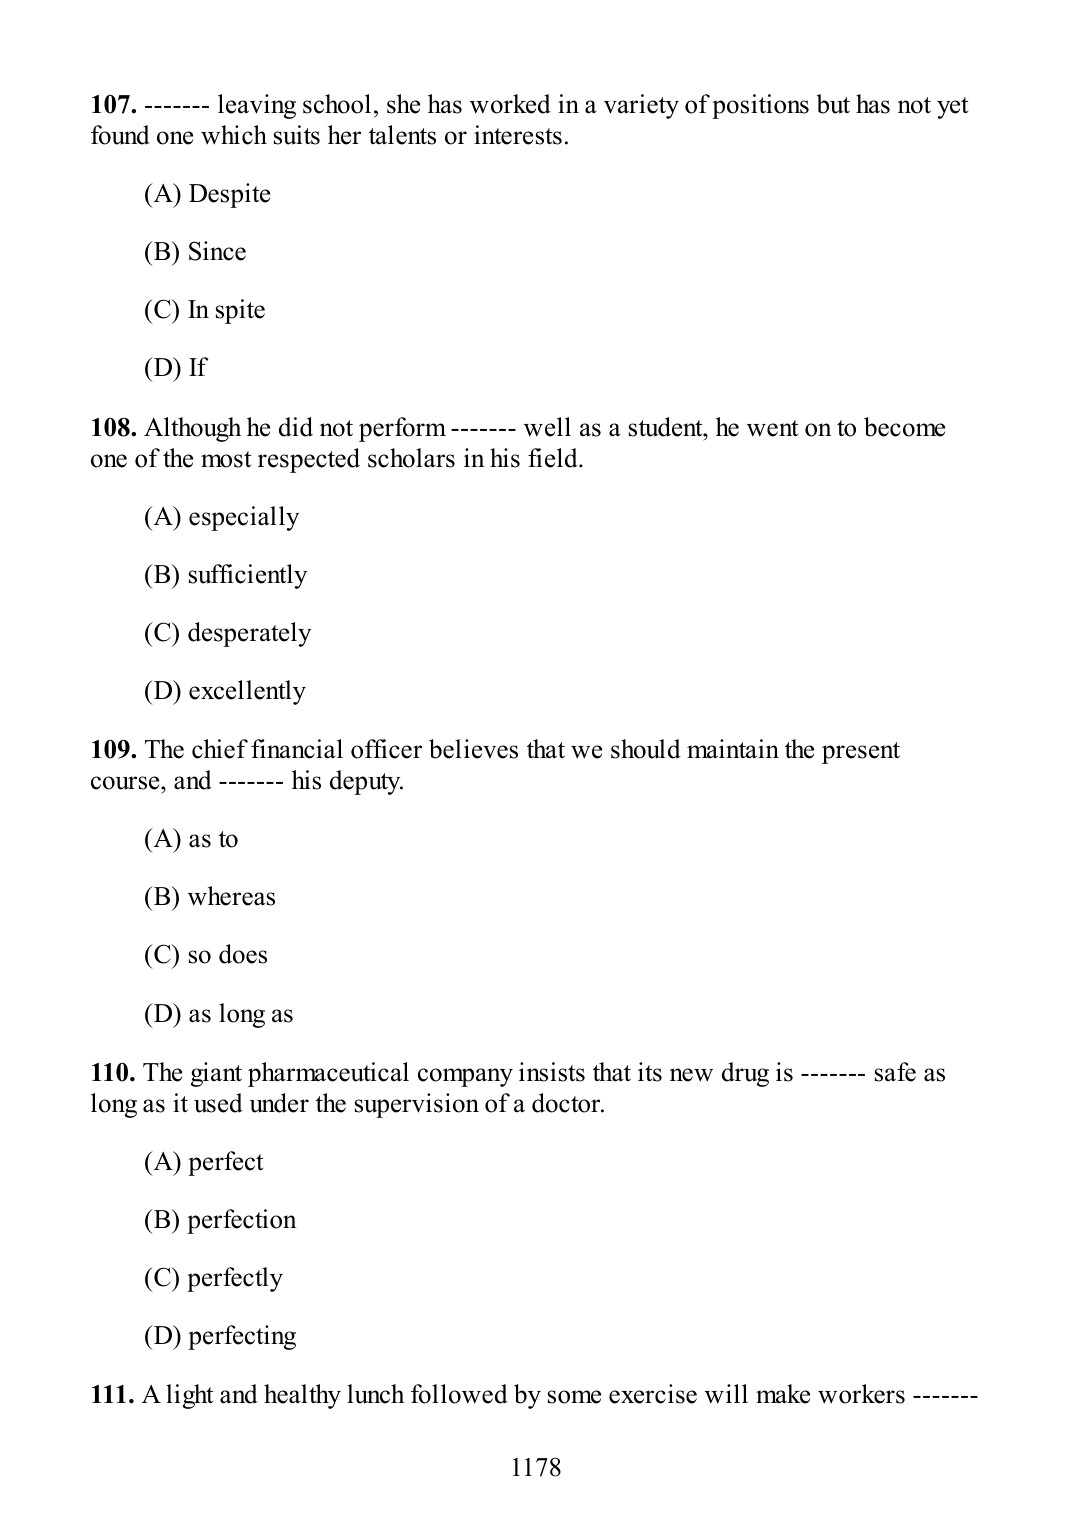 107. ------- leaving school, she has worked in a variety of positions but has not yet
found one which suits her talents or interests.
(A) Despite
(B) Since
(C) In spite
(D) If
108. Although he did not perform ------- well as a student, he went on to become
one of the most respected scholars in his field.
(A) especially
(B) sufficiently
(C) desperately
(D) excellently
109. The chief financial officer believes that we should maintain the present
course, and ------- his deputy.
(A) as to
(B) whereas
(C) so does
(D) as long as
110. The giant pharmaceutical company insists that its new drug is ------- safe as
long as it used under the supervision of a doctor.
(A) perfect
(B) perfection
(C) perfectly
(D) perfecting
111. A light and healthy lunch followed by some exercise will make workers -------
1178